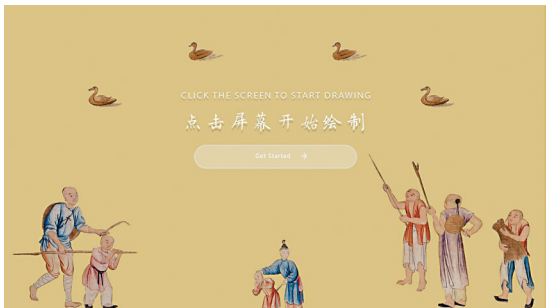 CLICK THE SCREEN TO START DRAWING
点击屏幕开始绘制
Get Started →